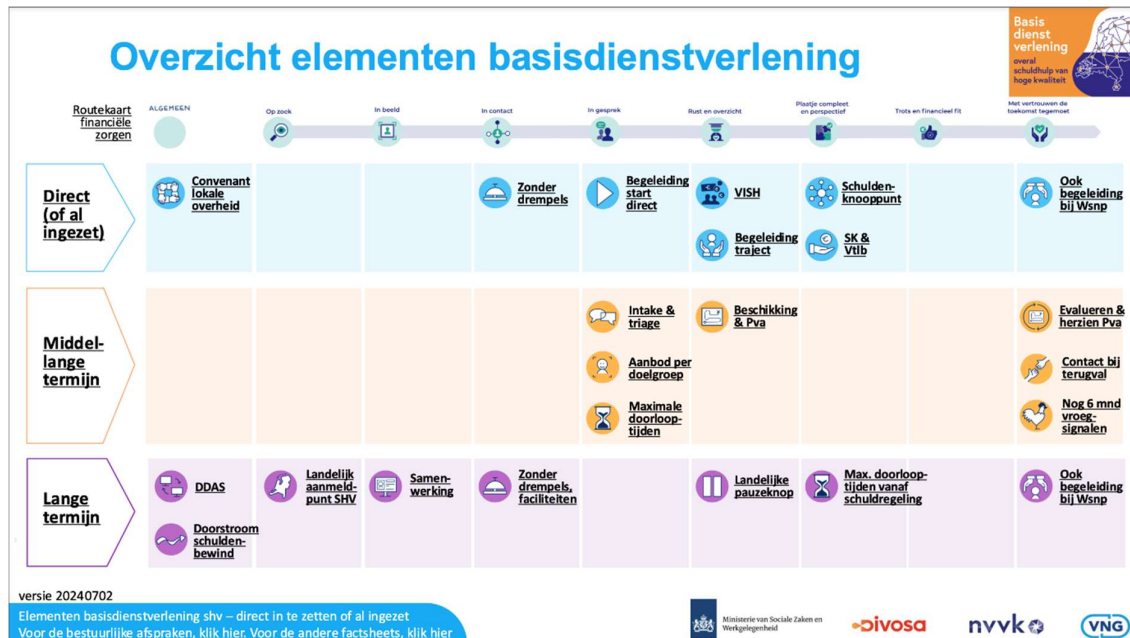 Overzicht elementen basisdienstverlening
Basis
dienst
verlening
overal
schuldhulp van
hoge kwaliteit
Routekaart
financiële
zorgen
ALGEMEEN
Op zoek
In beeld
In contact
In gesprek
Rust en overzicht
Plaatje compleet
en perspectief
Trots en financieel fit
Met vertrouwen de
toekomst tegemoet
Direct
(of al
ingezet)
Convenant
lokale
overheid
Zonder
drempels
Begeleiding
start
direct
VISH
Begeleiding
traject
Schulden-
knooppunt
SK &
Vtlb
Ook
begeleiding
bij Wsnp
Middel-
lange
termijn
Intake &
triage
Aanbod per
doelgroep
Maximale
doorloop-
tijden
Beschikking
& Pva
Evalueren &
herzien Pva
Contact bij
terugval
Nog 6 mnd
vroeg-
signalen
Lange
termijn
DDAS
Doorstroom
schulden-
bewind
Landelijk
aanmeld-
punt SHV
Samen-
werking
Zonder
drempels,
faciliteiten
Landelijke
pauzeknop
Max. doorloop-
tijden vanaf
schuldregeling
Ook
begeleiding
bij Wsnp
versie 20240702
Elementen basisdienstverlening shv – direct in te zetten of al ingezet
Voor de bestuurlijke afspraken, klik hier. Voor de andere factsheets, klik hier
Ministerie van Sociale Zaken en
Werkgelegenheid
Divosa
nvvk
VNG